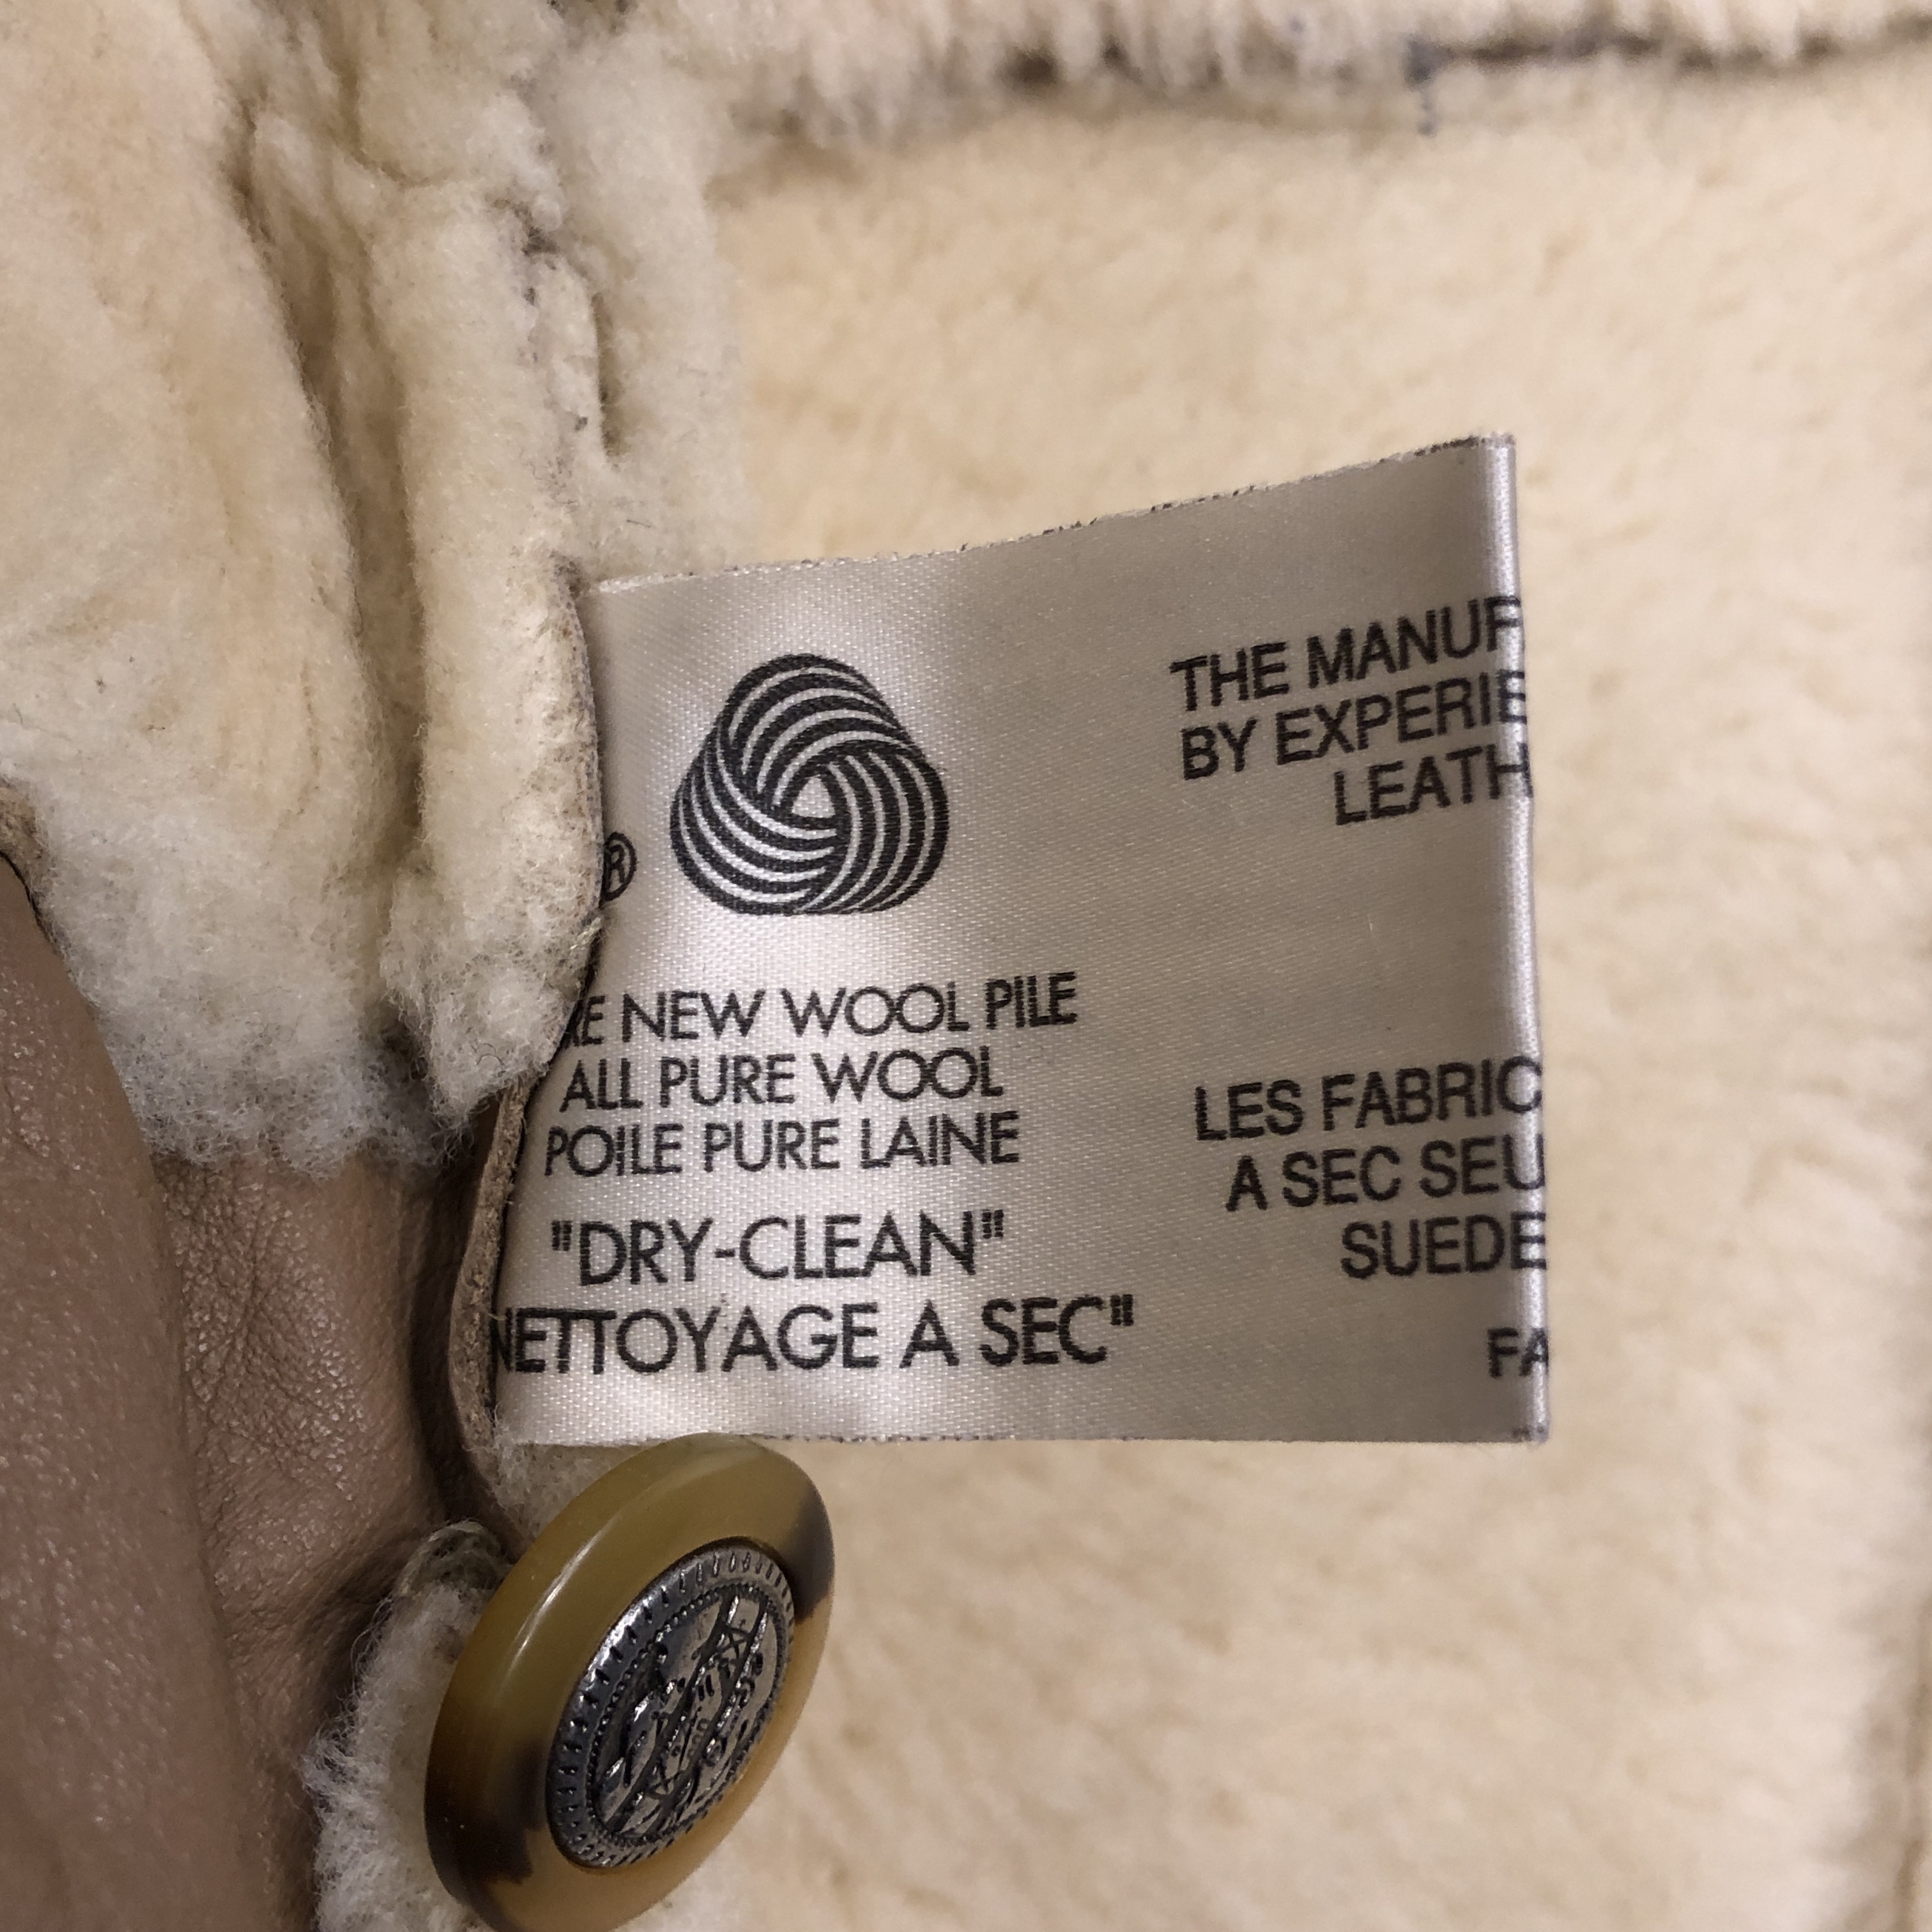 THE MANUF
BY EXPERIE
LEATH
®
NEW WOOL PILE
ALL PURE WOOL
POILE PURE LAINE
"DRY-CLEAN"
NETTOYAGE A SEC"
LES FABRIC
A SEC SEU
SUEDE
FA